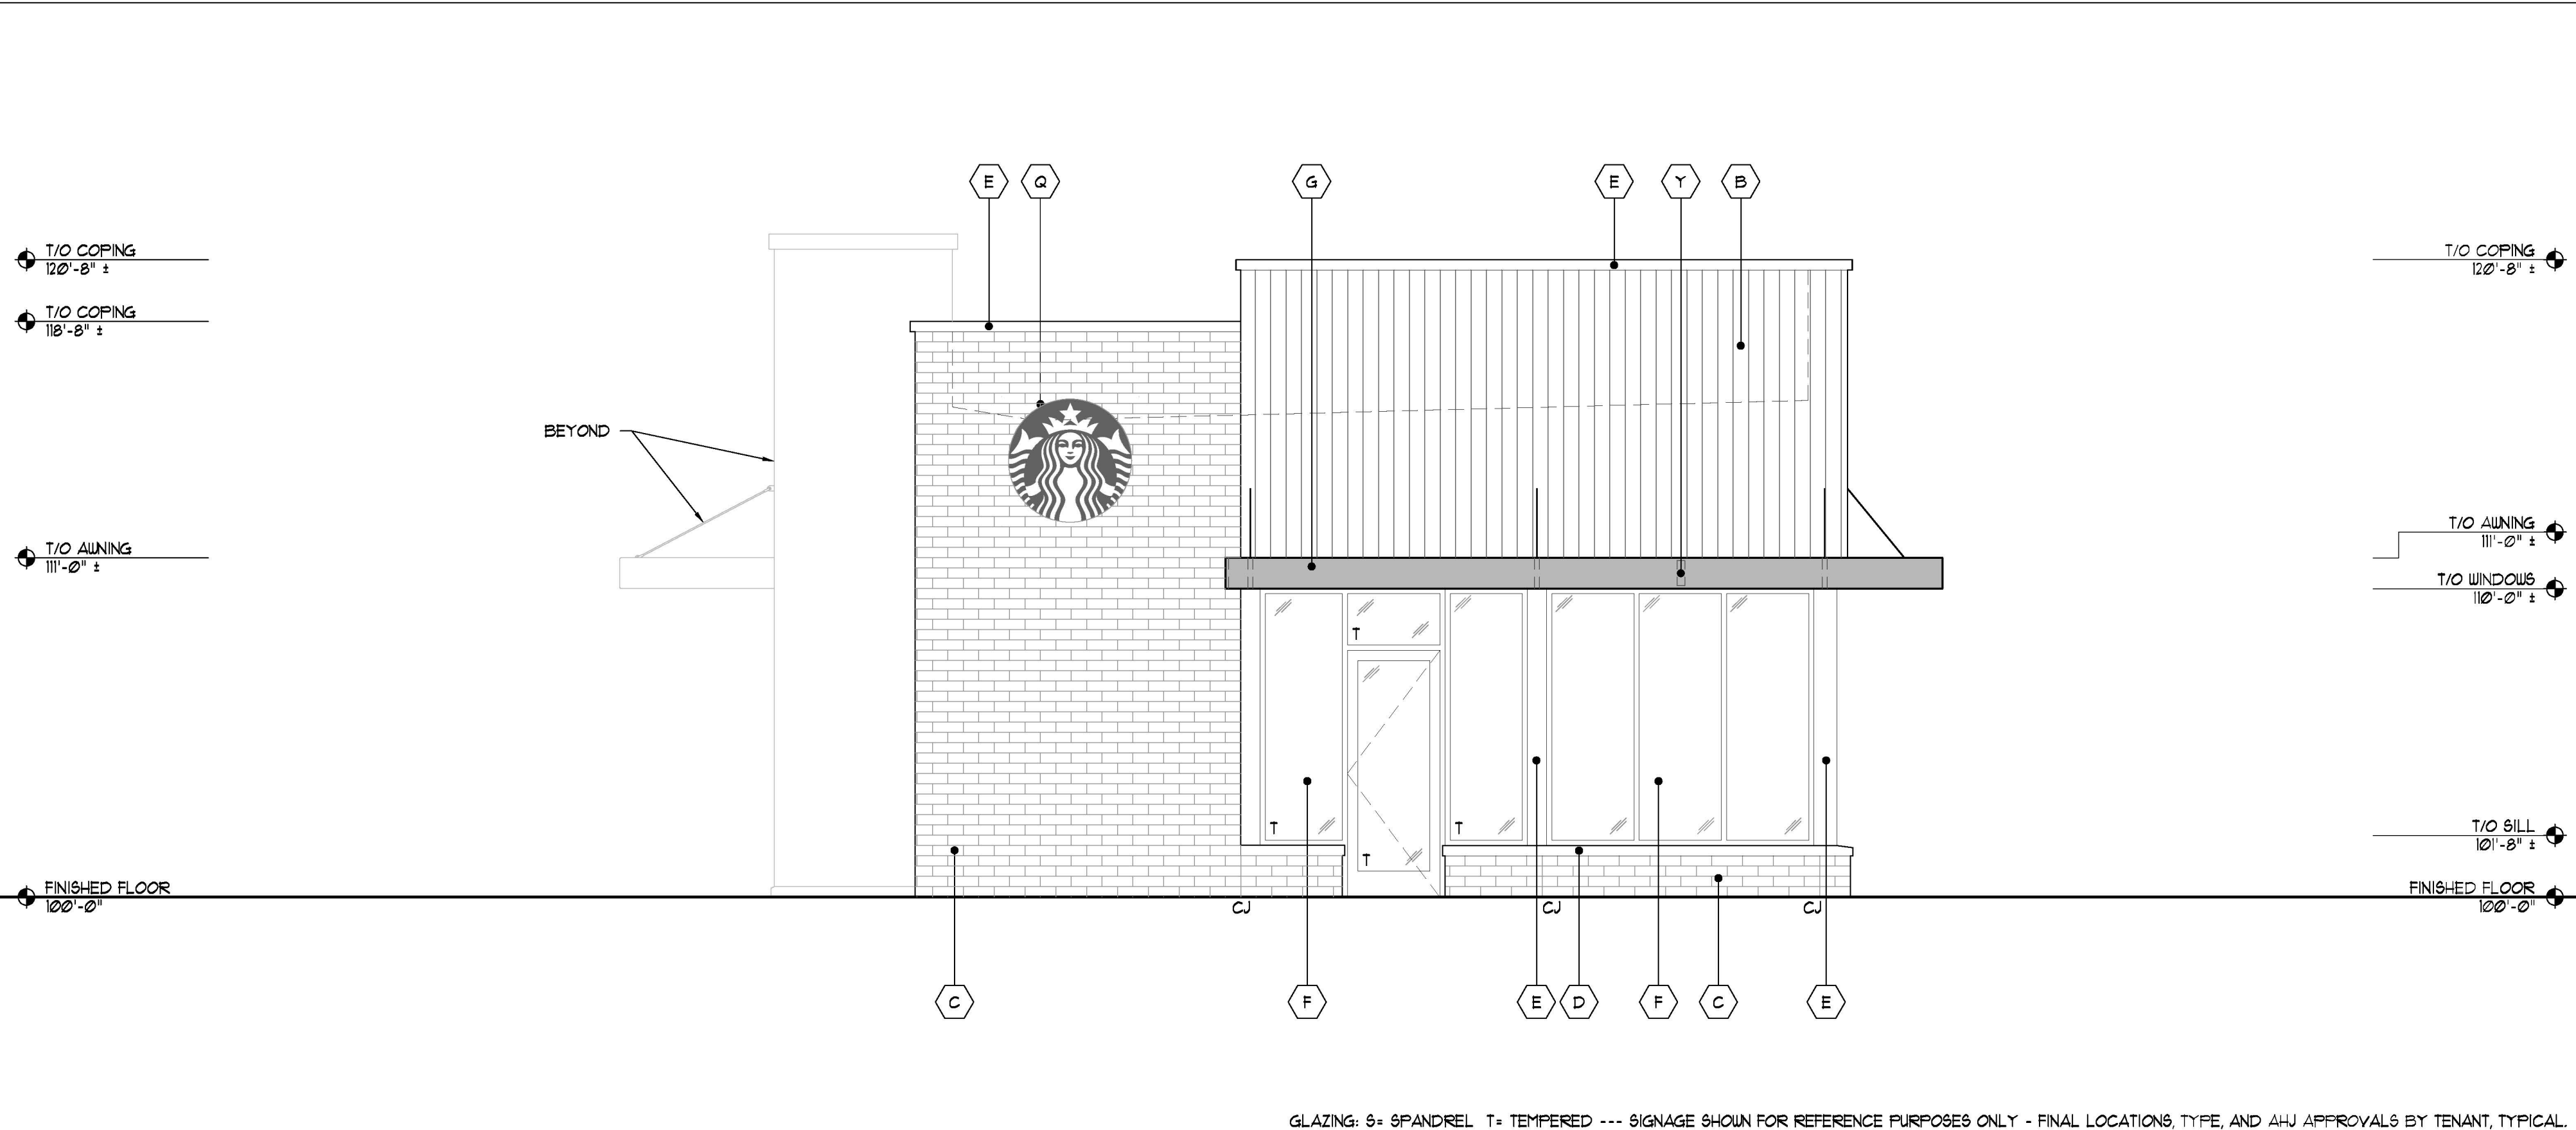 E Q G E Y B
T/O COPING
120'-8" ±
T/O COPING
120'-8" ±
T/O COPING
118'-8" ±
BEYOND
T/O AWNING
111'-0" ±
T/O AWNING
111'-0" ±
T/O WINDOWS
110'-0" ±
T
T T
T
T/O SILL
101'-8" ±
FINISHED FLOOR
100'-0"
FINISHED FLOOR
100'-0"
CJ CJ CJ
C F E D F C E
GLAZING: S= SPANDREL T= TEMPERED --- SIGNAGE SHOWN FOR REFERENCE PURPOSES ONLY - FINAL LOCATIONS, TYPE, AND AHJ APPROVALS BY TENANT, TYPICAL.